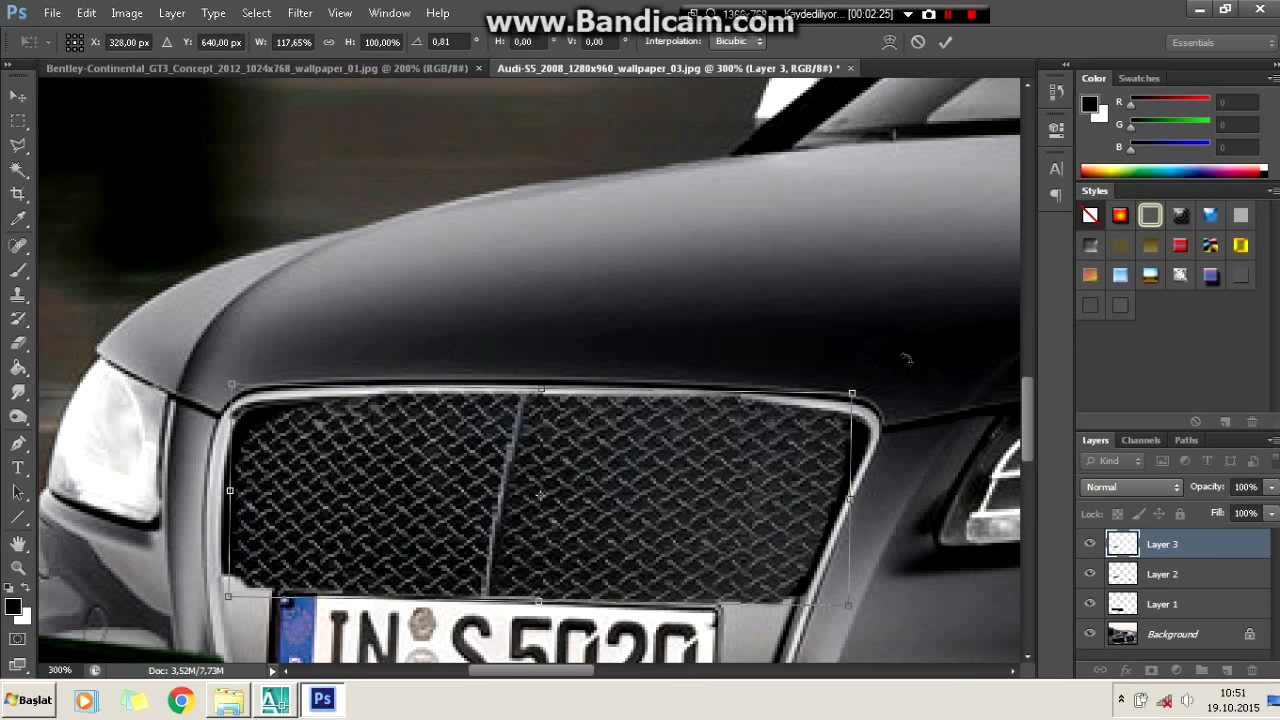 Ps File Edit Image Layer Type Select Filter 3D View Window Help
www.Bandicam.com
1366x768 Kaydediliyor... [00:02:25]
X: 328,00 px Y: 640,00 px W: 117,65% H: 100,00% 0,81 ° H: 0,00 ° V: 0,00 ° Interpolation: Bicubic
Essentials
Bentley-Continental_GT3_Concept_2012_1024x768_wallpaper_01.jpg @ 200% (RGB/8#) ×
Audi-S5_2008_1280x960_wallpaper_03.jpg @ 300% (Layer 3, RGB/8#) * ×
Color Swatches
R 0
G 0
B 0
Styles
Layers Channels Paths
Kind
Normal Opacity: 100%
Lock: Fill: 100%
Layer 3
Layer 2
Layer 1
Background
IN S 5020
300% Doc: 3,52M/7,73M
Başlat
Ps
10:51
19.10.2015